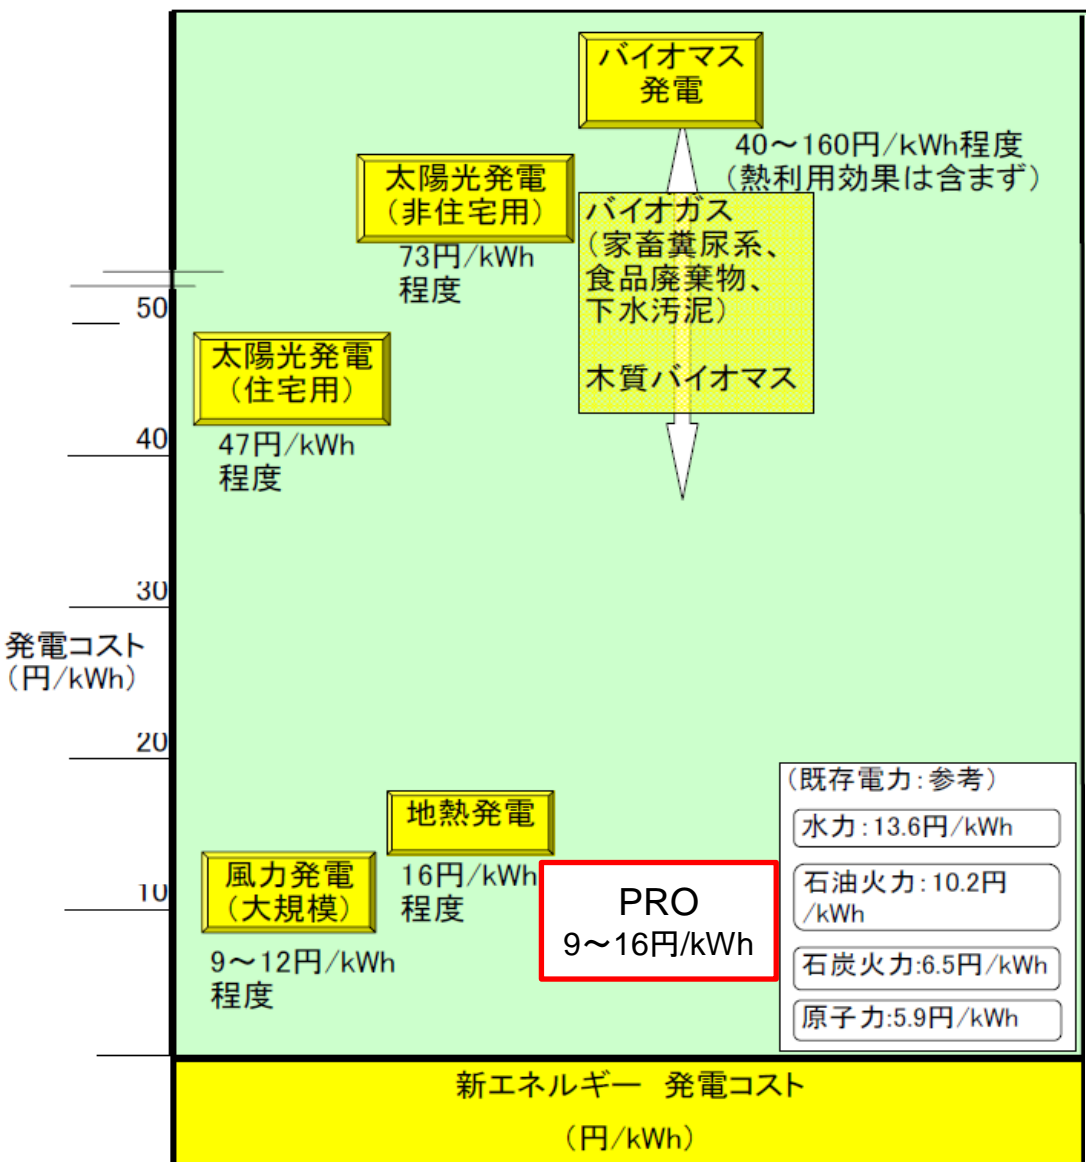 バイオマス
発電
40～160円/kWh程度
（熱利用効果は含まず）
太陽光発電
（非住宅用）
73円/kWh
程度
バイオガス
（家畜糞尿系、
食品廃棄物、
下水汚泥）
木質バイオマス
50
太陽光発電
（住宅用）
47円/kWh
程度
40
30
発電コスト
（円/kWh）
20
10
地熱発電
16円/kWh
程度
風力発電
（大規模）
9～12円/kWh
程度
PRO
9～16円/kWh
（既存電力：参考）
水力：13.6円/kWh
石油火力：10.2円
/kWh
石炭火力:6.5円/kWh
原子力:5.9円/kWh
新エネルギー　発電コスト
（円/kWh）